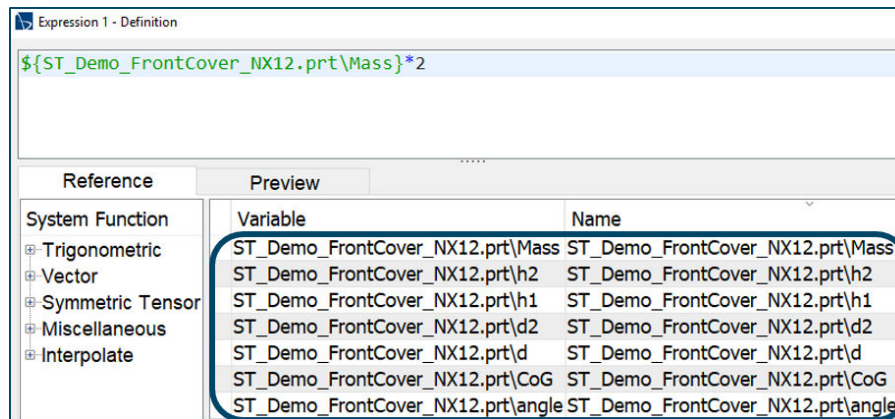 Expression 1 - Definition
${ST_Demo_FrontCover_NX12.prt\Mass}*2
Reference Preview
System Function Variable Name
Trigonometric ST_Demo_FrontCover_NX12.prt\Mass ST_Demo_FrontCover_NX12.prt\Mass
Vector ST_Demo_FrontCover_NX12.prt\h2 ST_Demo_FrontCover_NX12.prt\h2
Symmetric Tensor ST_Demo_FrontCover_NX12.prt\h1 ST_Demo_FrontCover_NX12.prt\h1
Miscellaneous ST_Demo_FrontCover_NX12.prt\d2 ST_Demo_FrontCover_NX12.prt\d2
Interpolate ST_Demo_FrontCover_NX12.prt\d ST_Demo_FrontCover_NX12.prt\d
ST_Demo_FrontCover_NX12.prt\CoG ST_Demo_FrontCover_NX12.prt\CoG
ST_Demo_FrontCover_NX12.prt\angle ST_Demo_FrontCover_NX12.prt\angle